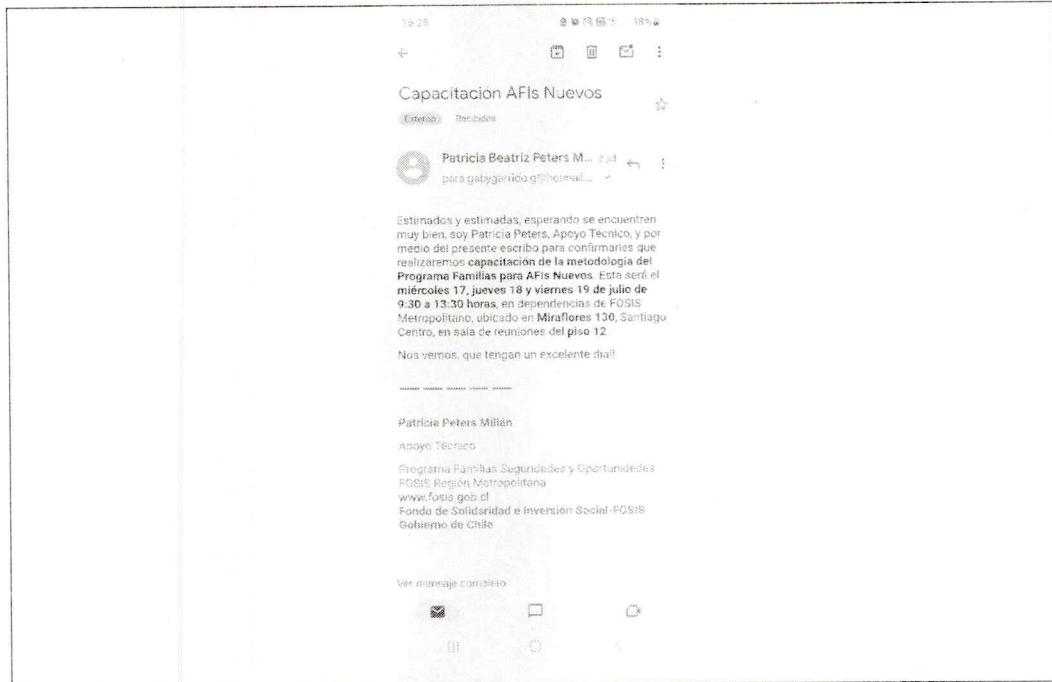 16:25
18%
Capacitación AFIs Nuevos
Externo Recibidos
Patricia Beatriz Peters M...
para gabygarrido.g@hotmail....
Estimados y estimadas, esperando se encuentren
muy bien, soy Patricia Peters, Apoyo Técnico, y por
medio del presente escribo para confirmarles que
realizaremos capacitación de la metodología del
Programa Familias para AFIs Nuevos. Esta será el
miércoles 17, jueves 18 y viernes 19 de julio de
9:30 a 13:30 horas, en dependencias de FOSIS
Metropolitano, ubicado en Miraflores 130, Santiago
Centro, en sala de reuniones del piso 12.
Nos vemos, que tengan un excelente día!!
Patricia Peters Millán
Apoyo Técnico
Programa Familias Seguridades y Oportunidades
FOSIS Región Metropolitana
www.fosis.gob.cl
Fondo de Solidaridad e Inversión Social-FOSIS
Gobierno de Chile
Ver mensaje completo